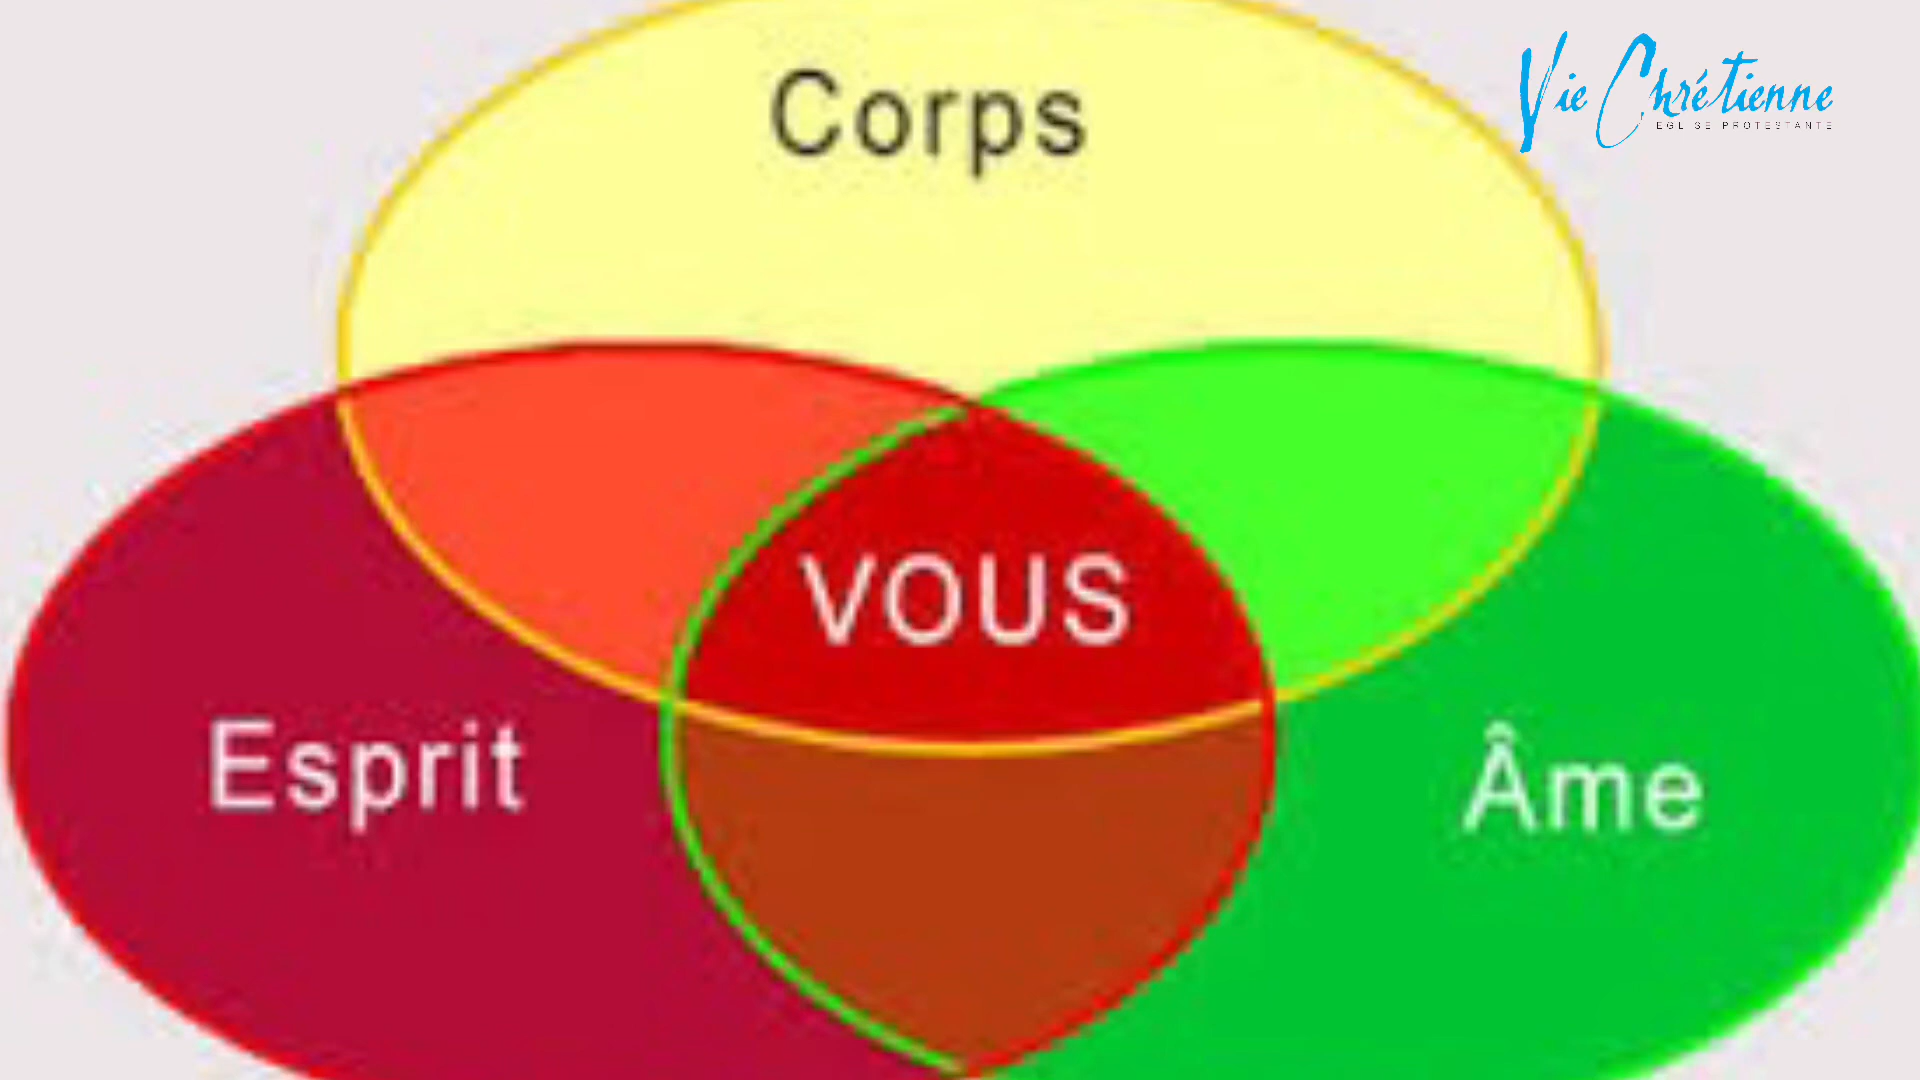 Corps
Vie Chrétienne
EGLISE PROTESTANTE
VOUS
Esprit
Âme